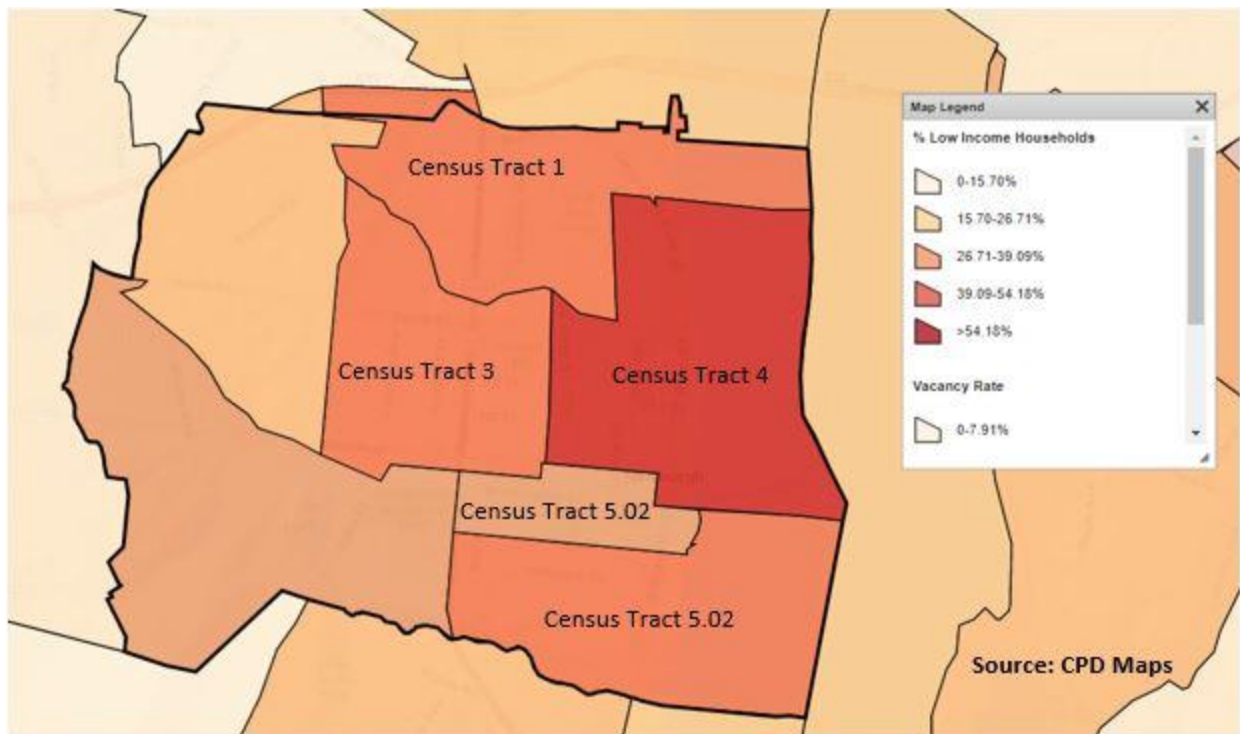 Map Legend
% Low Income Households
0-15.70%
15.70-26.71%
26.71-39.09%
39.09-54.18%
>54.18%
Vacancy Rate
0-7.91%
Census Tract 1
Census Tract 3
Census Tract 4
Census Tract 5.02
Census Tract 5.02
Source: CPD Maps